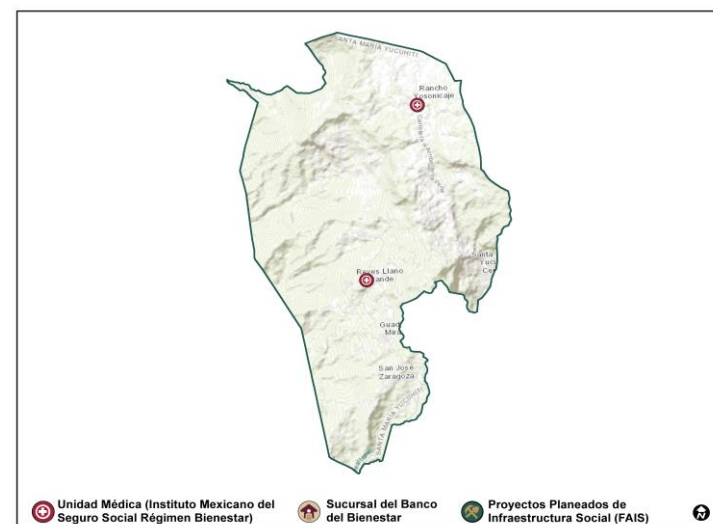 SANTA MARÍA YUCUHITI
Rancho
Yosonicaje
Reyes Llano
Grande
San José
Zaragoza
SANTA MARÍA YUCUHITI
Unidad Médica (Instituto Mexicano del
Seguro Social Régimen Bienestar)
Sucursal del Banco
del Bienestar
Proyectos Planeados de
Infraestructura Social (FAIS)
N